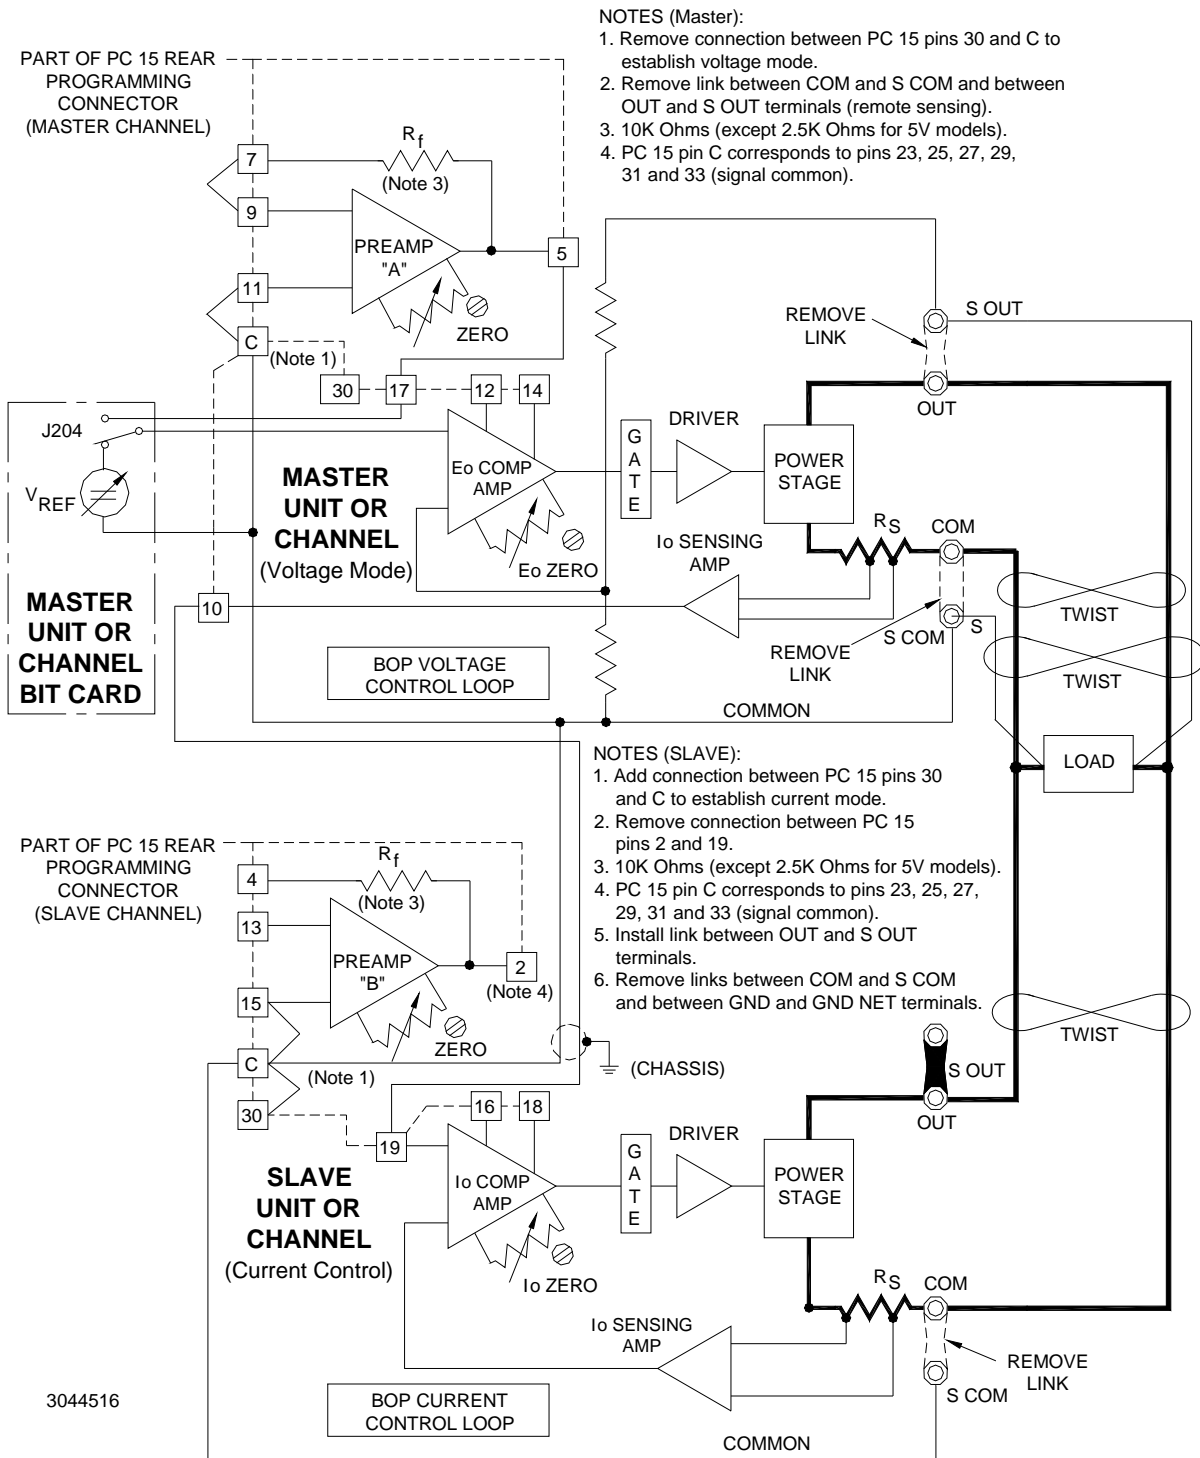 NOTES (Master):
1. Remove connection between PC 15 pins 30 and C to
establish voltage mode.
2. Remove link between COM and S COM and between
OUT and S OUT terminals (remote sensing).
3. 10K Ohms (except 2.5K Ohms for 5V models).
4. PC 15 pin C corresponds to pins 23, 25, 27, 29,
31 and 33 (signal common).
PART OF PC 15 REAR
PROGRAMMING
CONNECTOR
(MASTER CHANNEL)
7
Rf
(Note 3)
9
PREAMP
"A"
5
11
ZERO
C
(Note 1)
30
17
12
14
REMOVE
LINK
S OUT
OUT
J204
VREF
MASTER
UNIT OR
CHANNEL
BIT CARD
MASTER
UNIT OR
CHANNEL
(Voltage Mode)
Eo COMP
AMP
Eo ZERO
GATE
DRIVER
POWER
STAGE
Io SENSING
AMP
RS
COM
S COM
S
REMOVE
LINK
TWIST
TWIST
10
BOP VOLTAGE
CONTROL LOOP
COMMON
LOAD
NOTES (SLAVE):
1. Add connection between PC 15 pins 30
and C to establish current mode.
2. Remove connection between PC 15
pins 2 and 19.
3. 10K Ohms (except 2.5K Ohms for 5V models).
4. PC 15 pin C corresponds to pins 23, 25, 27,
29, 31 and 33 (signal common).
5. Install link between OUT and S OUT
terminals.
6. Remove links between COM and S COM
and between GND and GND NET terminals.
PART OF PC 15 REAR
PROGRAMMING
CONNECTOR
(SLAVE CHANNEL)
4
Rf
(Note 3)
13
PREAMP
"B"
2
(Note 4)
15
ZERO
C
(Note 1)
30
(CHASSIS)
TWIST
S OUT
OUT
19
16
18
SLAVE
UNIT OR
CHANNEL
(Current Control)
Io COMP
AMP
Io ZERO
GATE
DRIVER
POWER
STAGE
RS
COM
Io SENSING
AMP
REMOVE
LINK
S COM
BOP CURRENT
CONTROL LOOP
COMMON
3044516